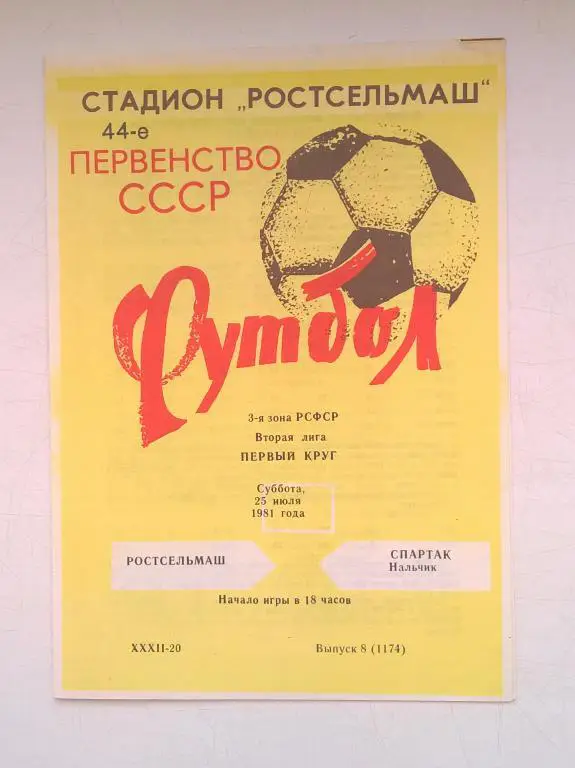 СТАДИОН „РОСТСЕЛЬМАШ“
44-е
ПЕРВЕНСТВО
СССР
Футбол
3-я зона РСФСР
Вторая лига
ПЕРВЫЙ КРУГ
Суббота,
25 июля
1981 года
РОСТСЕЛЬМАШ
СПАРТАК
Нальчик
Начало игры в 18 часов
XXXII-20
Выпуск 8 (1174)